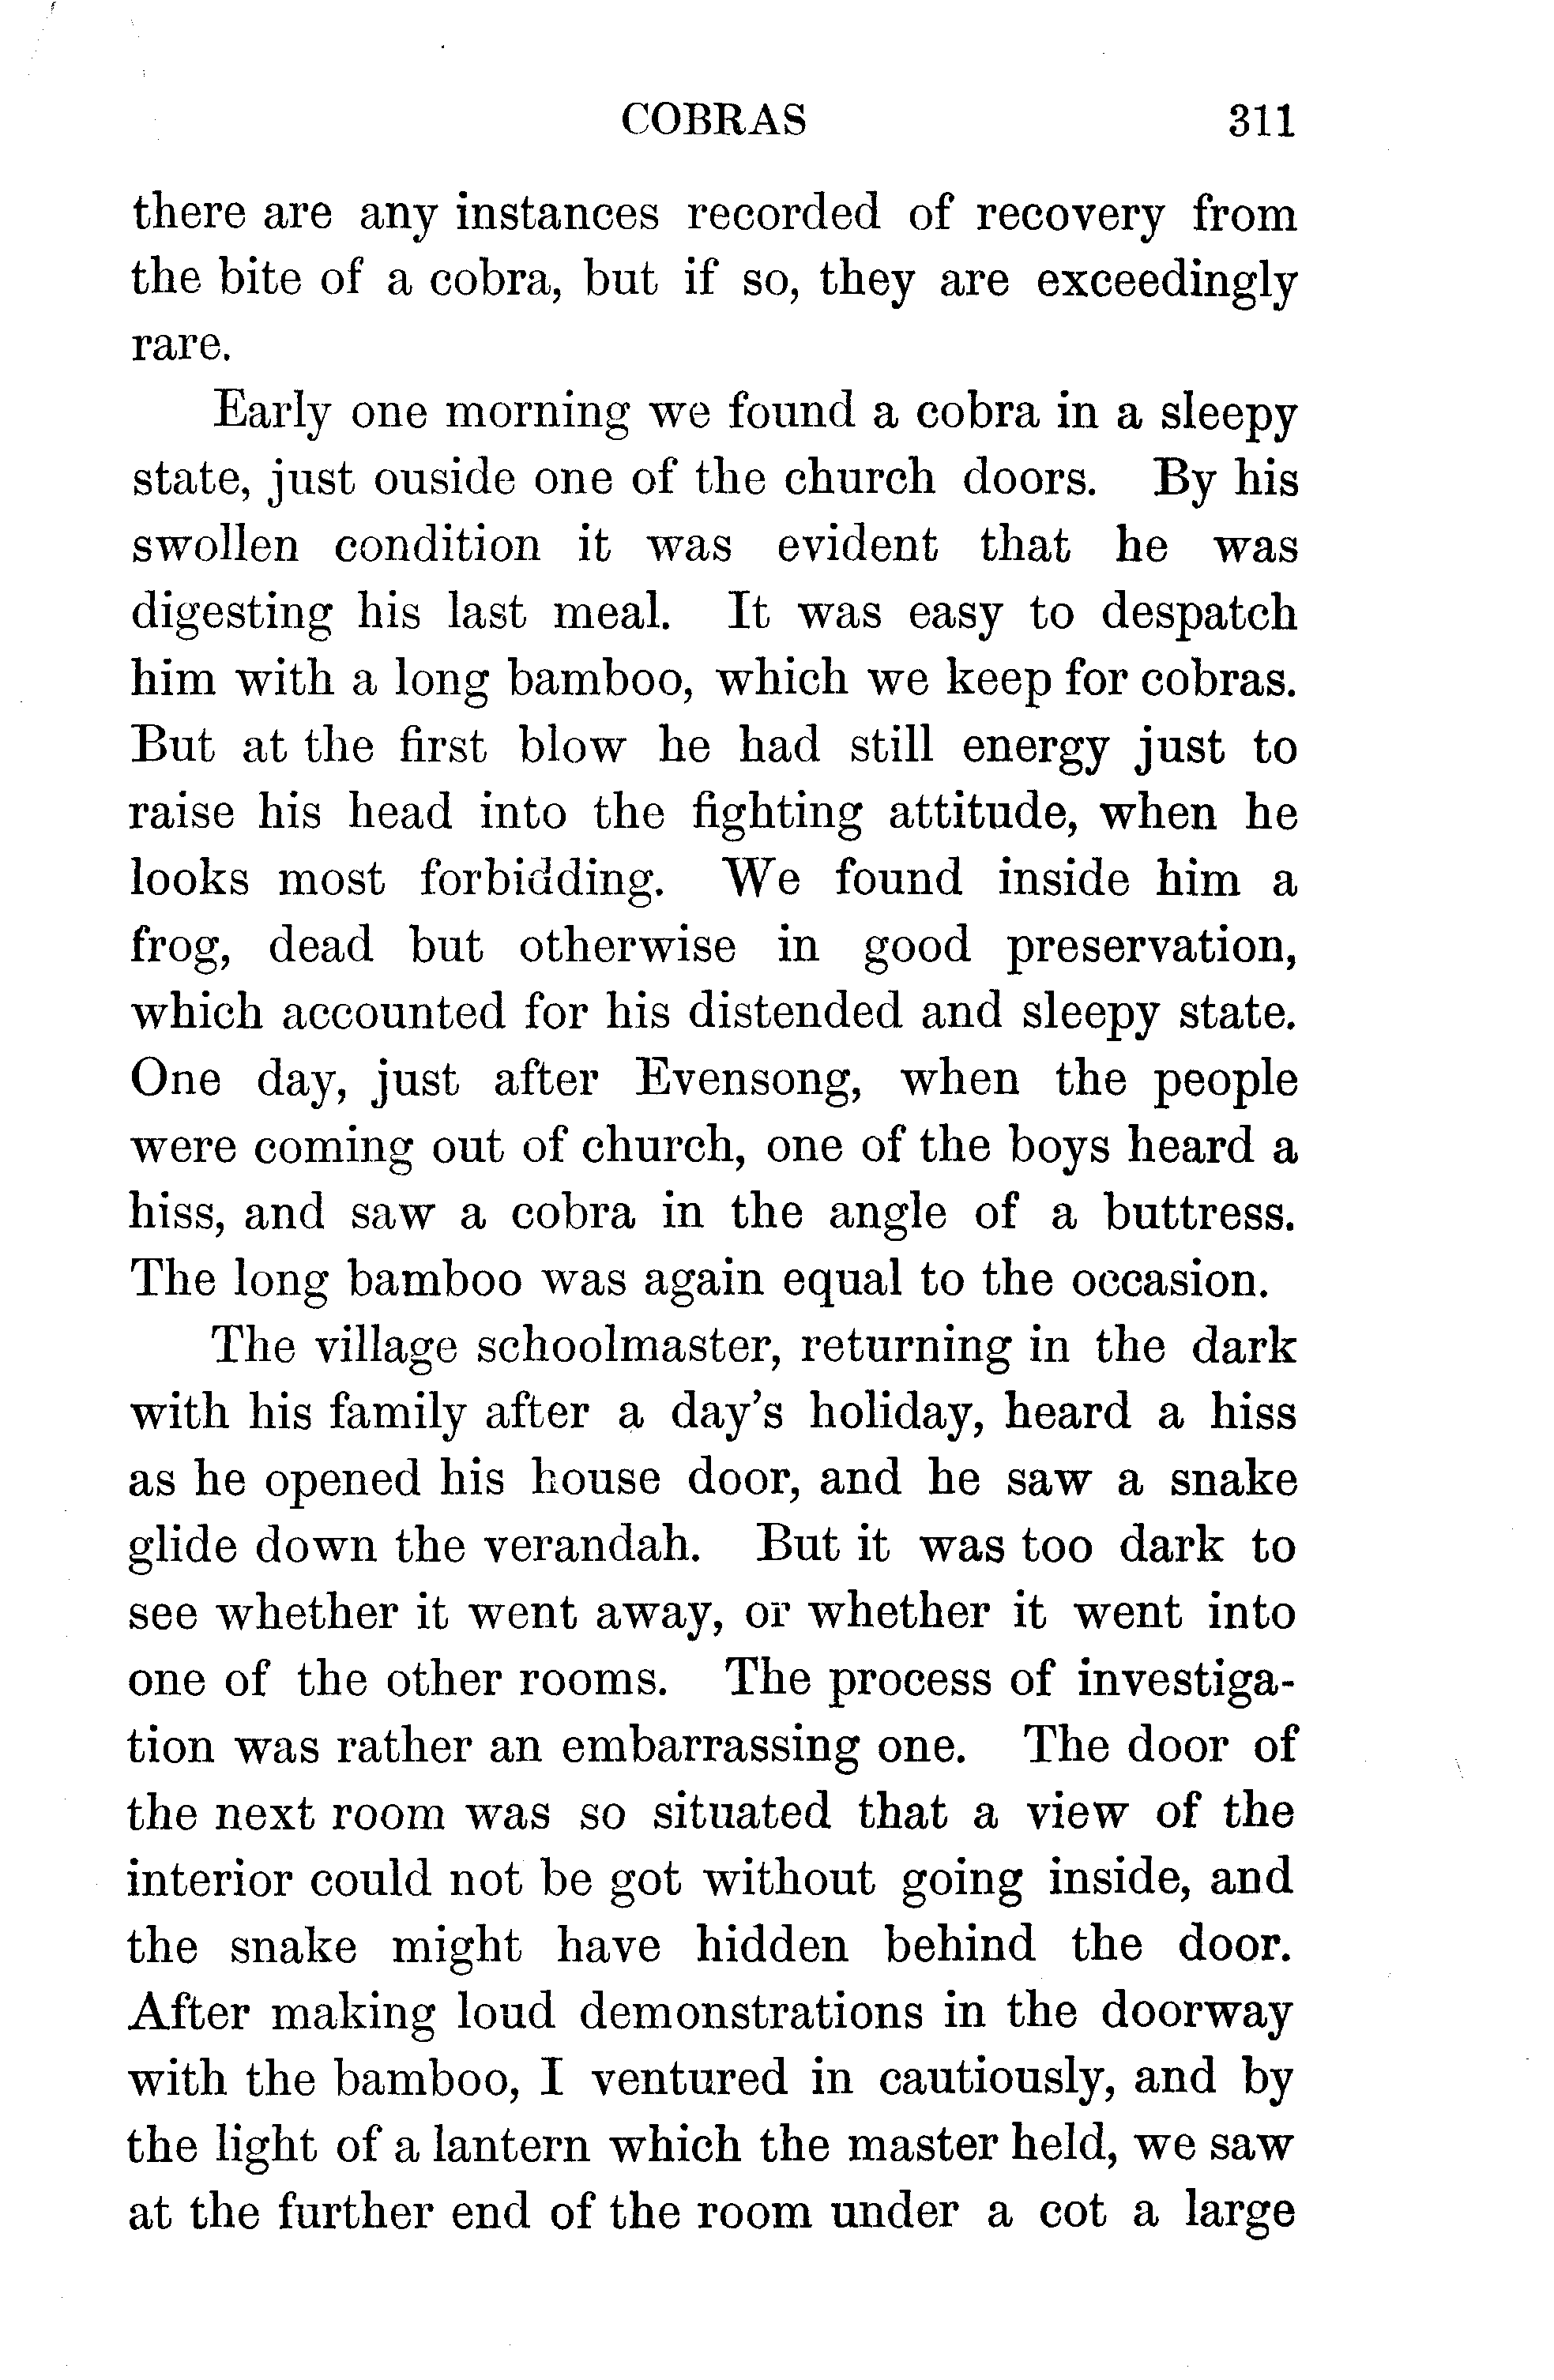 COBRAS 311
there are any instances recorded of recovery from
the bite of a cobra, but if so, they are exceedingly
rare.
Early one morning we found a cobra in a sleepy
state, just ouside one of the church doors. By his
swollen condition it was evident that he was
digesting his last meal. It was easy to despatch
him with a long bamboo, which we keep for cobras.
But at the first blow he had still energy just to
raise his head into the fighting attitude, when he
looks most forbidding. We found inside him a
frog, dead but otherwise in good preservation,
which accounted for his distended and sleepy state.
One day, just after Evensong, when the people
were coming out of church, one of the boys heard a
hiss, and saw a cobra in the angle of a buttress.
The long bamboo was again equal to the occasion.
The village schoolmaster, returning in the dark
with his family after a day's holiday, heard a hiss
as he opened his house door, and he saw a snake
glide down the verandah. But it was too dark to
see whether it went away, or whether it went into
one of the other rooms. The process of investiga-
tion was rather an embarrassing one. The door of
the next room was so situated that a view of the
interior could not be got without going inside, and
the snake might have hidden behind the door.
After making loud demonstrations in the doorway
with the bamboo, I ventured in cautiously, and by
the light of a lantern which the master held, we saw
at the further end of the room under a cot a large